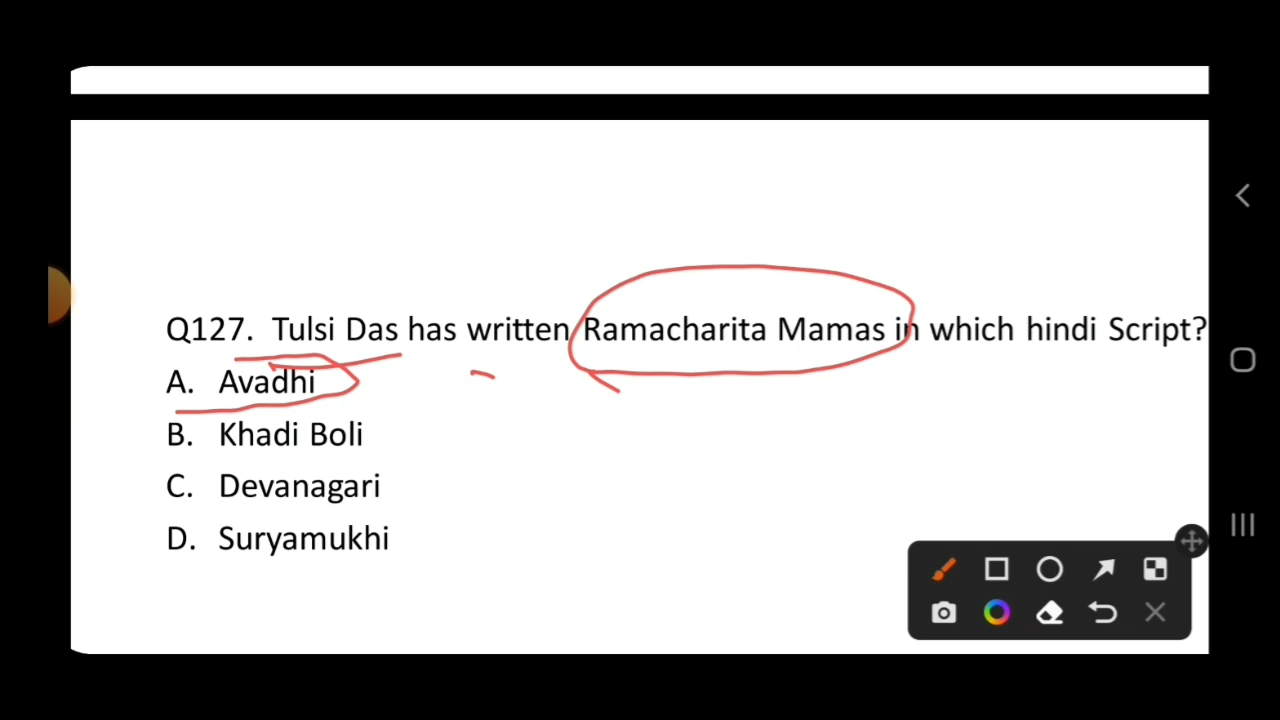 Q127. Tulsi Das has written Ramacharita Mamas in which hindi Script?
A. Avadhi
B. Khadi Boli
C. Devanagari
D. Suryamukhi